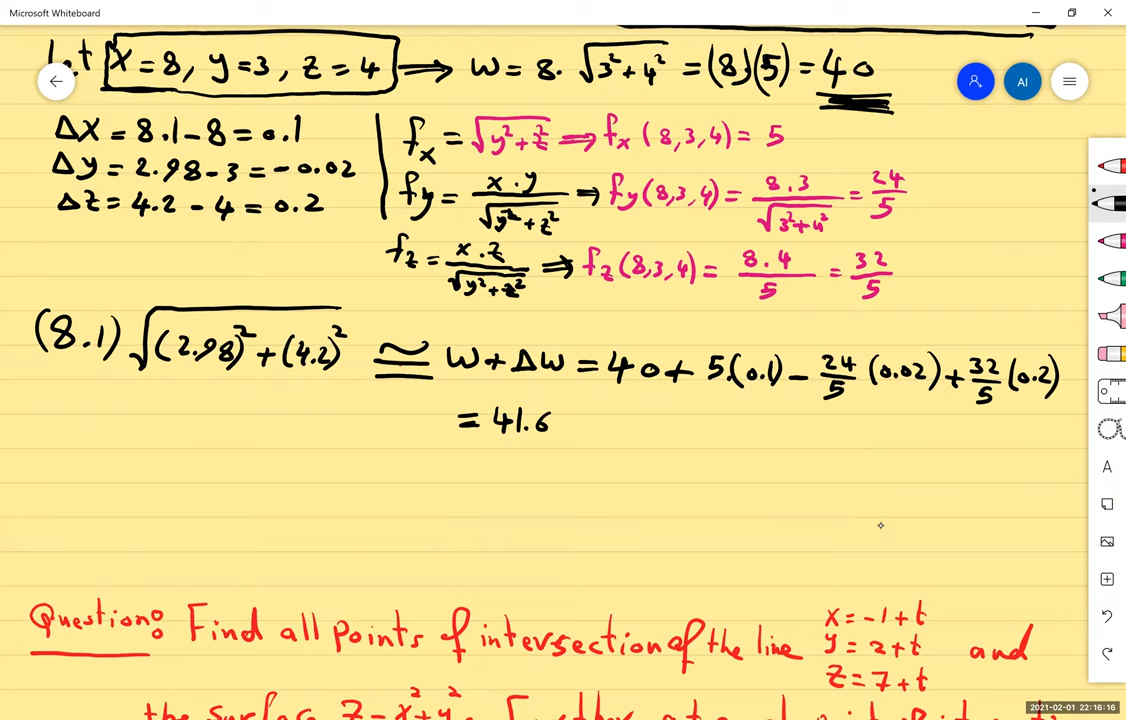 Microsoft Whiteboard
Let x = 8, y = 3, z = 4 ⟹ w = 8. √(3² + 4²) = (8)(5) = 40
AI
Δx = 8.1 - 8 = 0.1
Δy = 2.98 - 3 = - 0.02
Δz = 4.2 - 4 = 0.2
fx = √(y² + z²) ⟹ fx (8, 3, 4) = 5
fy = x . y / √(y² + z²) ⟹ fy (8, 3, 4) = 8 . 3 / √(3² + 4²) = 24/5
fz = x . z / √(y² + z²) ⟹ fz (8, 3, 4) = 8 . 4 / 5 = 32/5
(8.1) √((2.98)² + (4.2)²) ≅ w + Δw = 40 + 5.(0.1) - 24/5 (0.02) + 32/5 (0.2)
= 41.6
A
Question: Find all points of intersection of the line x = -1 + t
y = 2 + t
z = 7 + t
and
the surface z = x² + y²
2021-02-01 22:16:16